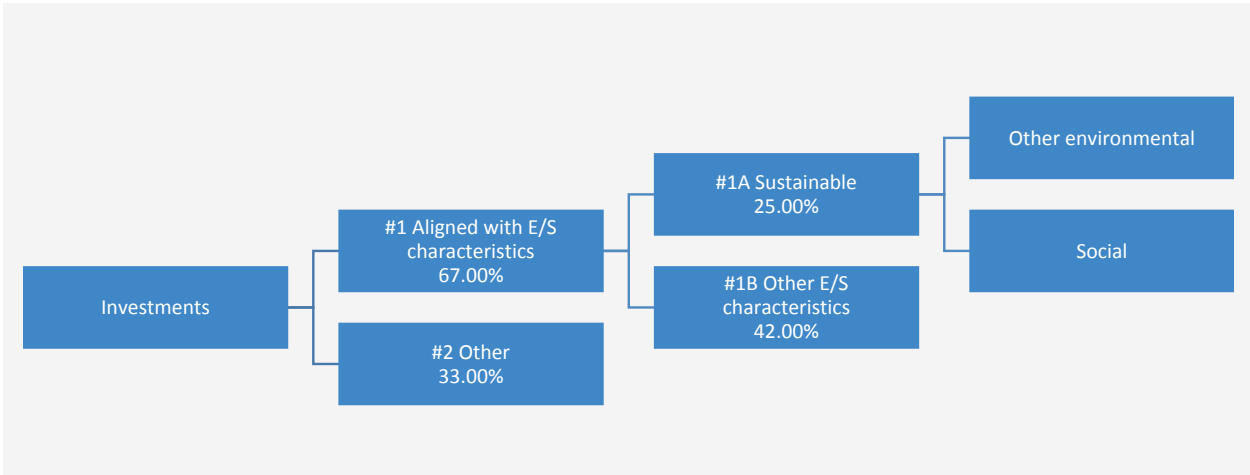 Investments
#1 Aligned with E/S
characteristics
67.00%
#2 Other
33.00%
#1A Sustainable
25.00%
#1B Other E/S
characteristics
42.00%
Other environmental
Social